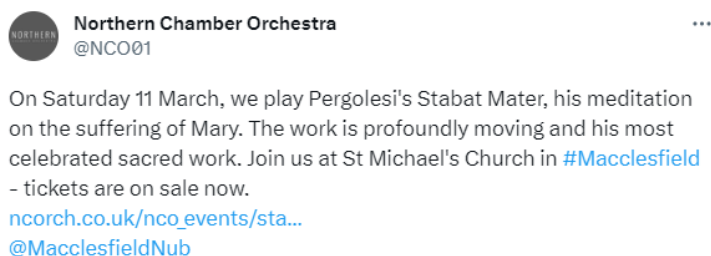 NORTHERN
Northern Chamber Orchestra
@NCO01
On Saturday 11 March, we play Pergolesi's Stabat Mater, his meditation
on the suffering of Mary. The work is profoundly moving and his most
celebrated sacred work. Join us at St Michael's Church in #Macclesfield
- tickets are on sale now.
ncorch.co.uk/nco_events/sta...
@MacclesfieldNub